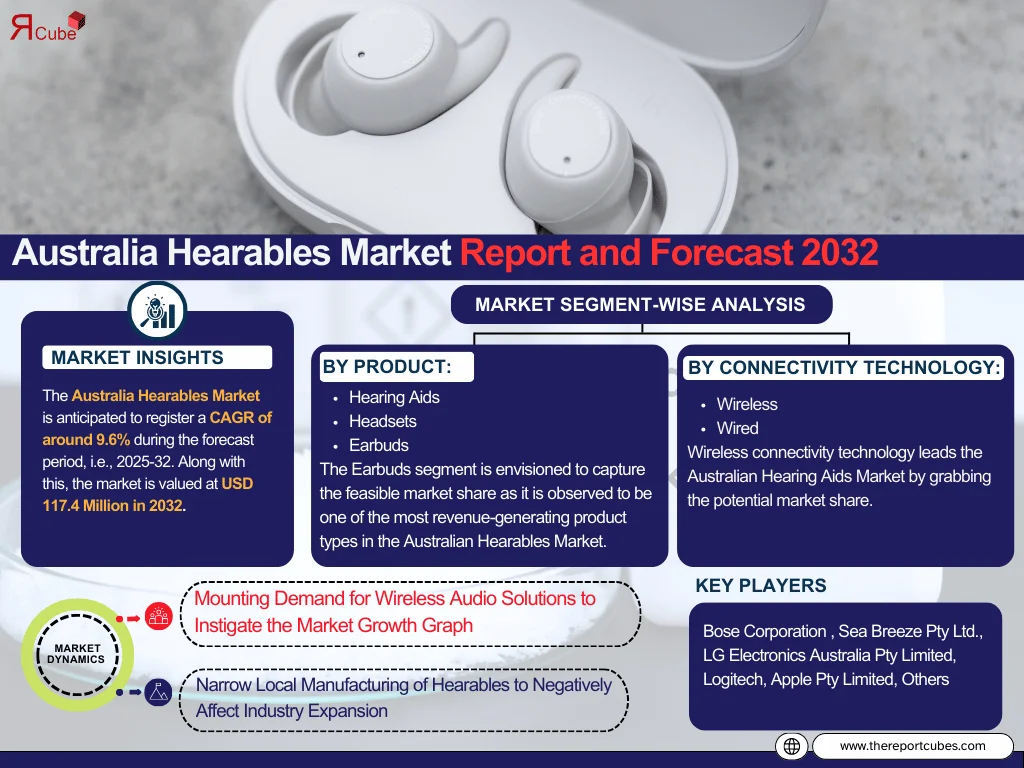 ЯCube
Australia Hearables Market Report and Forecast 2032
MARKET INSIGHTS
The Australia Hearables Market
is anticipated to register a CAGR of
around 9.6% during the forecast
period, i.e., 2025-32. Along with
this, the market is valued at USD
117.4 Million in 2032.
MARKET SEGMENT-WISE ANALYSIS
BY PRODUCT:
• Hearing Aids
• Headsets
• Earbuds
The Earbuds segment is envisioned to capture
the feasible market share as it is observed to be
one of the most revenue-generating product
types in the Australian Hearables Market.
BY CONNECTIVITY TECHNOLOGY:
• Wireless
• Wired
Wireless connectivity technology leads the
Australian Hearing Aids Market by grabbing
the potential market share.
MARKET
DYNAMICS
Mounting Demand for Wireless Audio Solutions to
Instigate the Market Growth Graph
Narrow Local Manufacturing of Hearables to Negatively
Affect Industry Expansion
KEY PLAYERS
Bose Corporation , Sea Breeze Pty Ltd.,
LG Electronics Australia Pty Limited,
Logitech, Apple Pty Limited, Others
www.thereportcubes.com